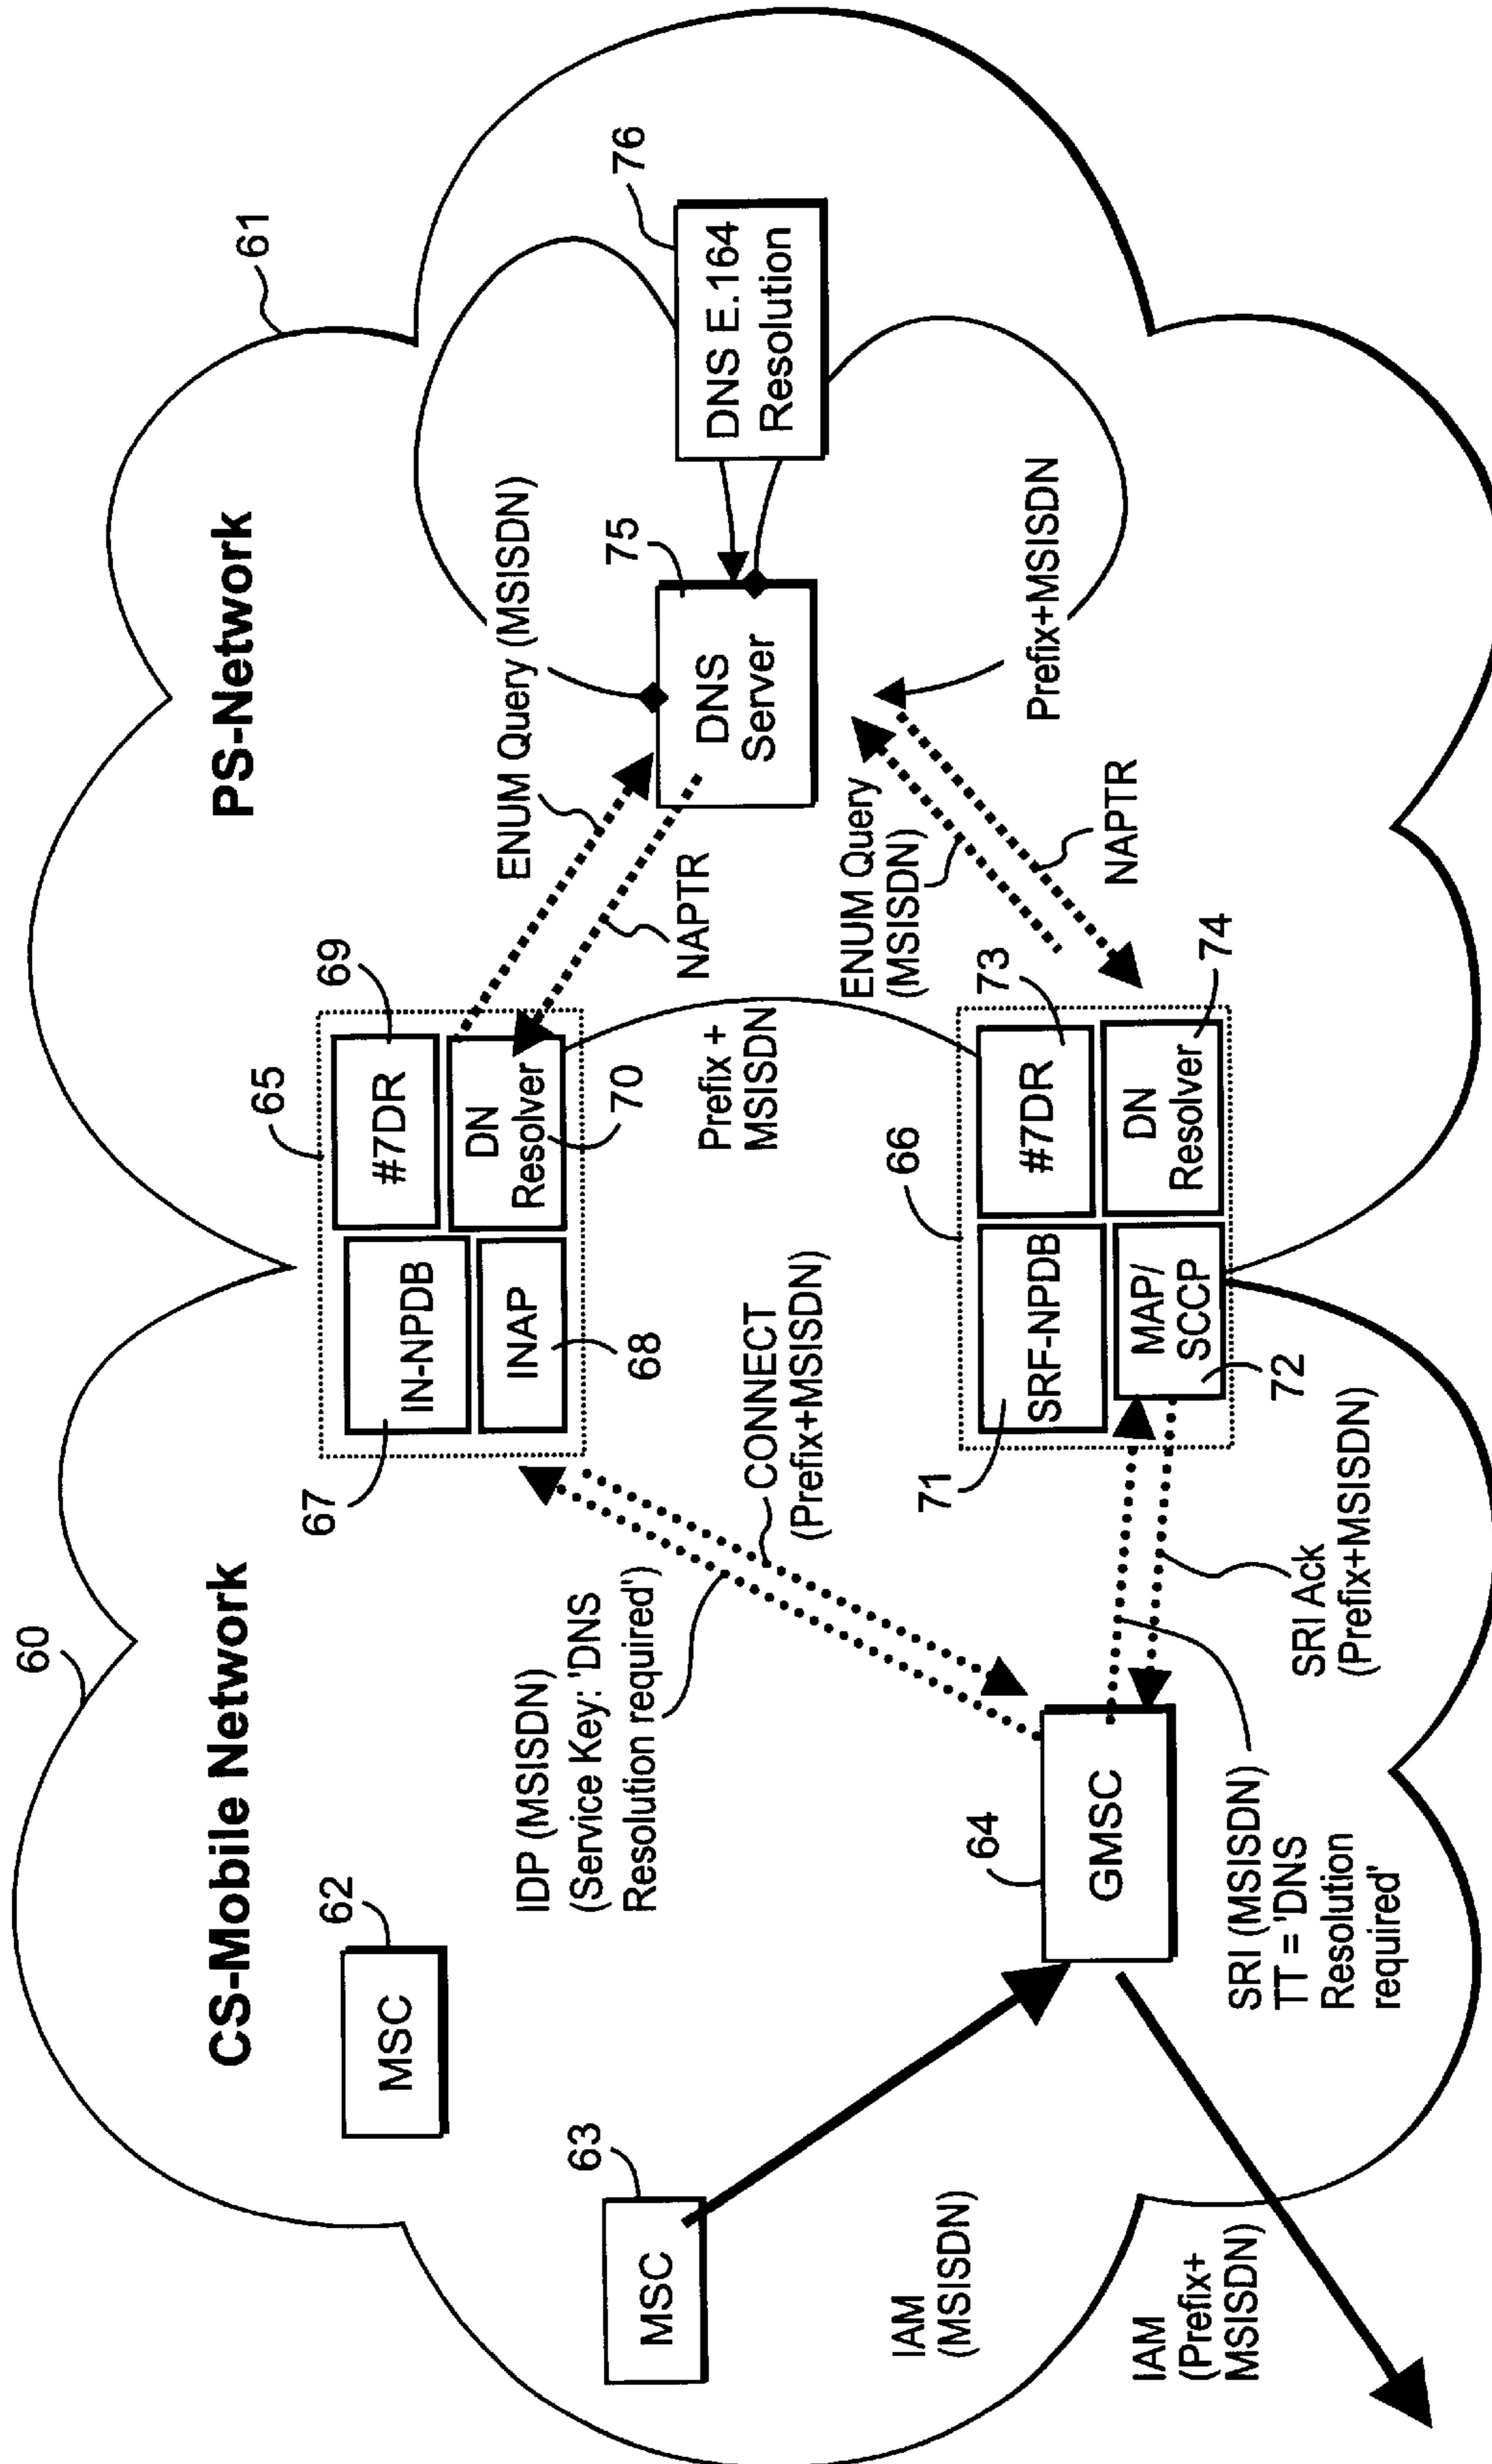 60
61
CS-Mobile Network
PS-Network
62
MSC
63
MSC
IAM
(MSISDN)
IAM
(Prefix+
MSISDN)
64
GMSC
IDP (MSISDN)
(Service Key: 'DNS
Resolution required')
CONNECT
(Prefix+MSISDN)
SRI (MSISDN)
TT = 'DNS
Resolution
required'
SRI Ack
(Prefix+MSISDN)
65
67
IN-NPDB
69
#7DR
INAP
68
DN
Resolver
70
Prefix +
MSISDN
66
71
SRF-NPDB
73
#7DR
MAP/
SCCP
72
DN
Resolver
74
ENUM Query (MSISDN)
NAPTR
ENUM Query
(MSISDN)
NAPTR
75
DNS
Server
Prefix+MSISDN
76
DNS E.164
Resolution